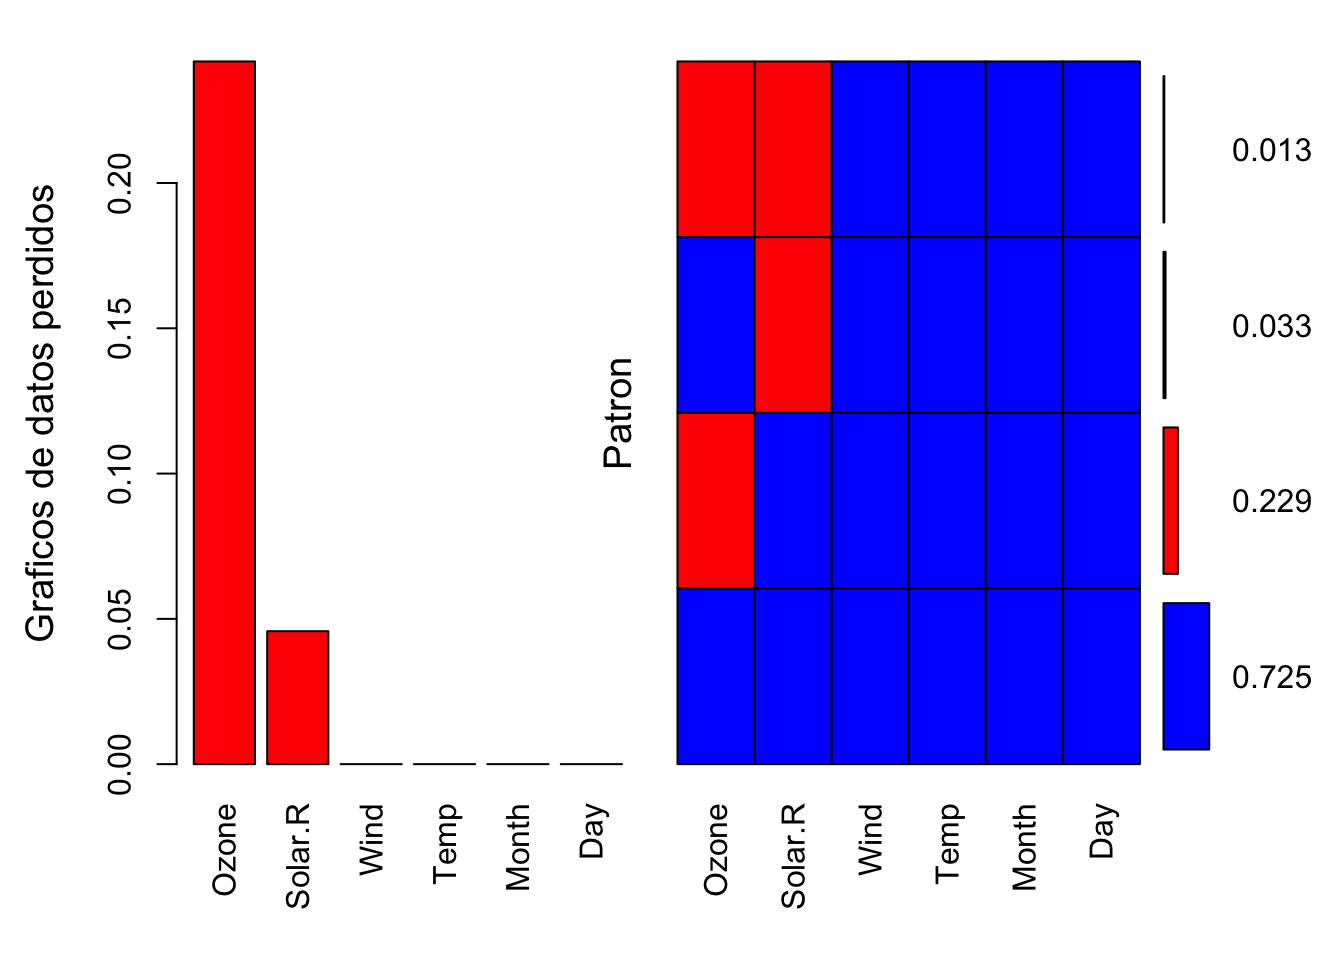 Graficos de datos perdidos
0.20
0.15
0.10
0.05
0.00
Ozone
Solar.R
Wind
Temp
Month
Day
Patron
Ozone
Solar.R
Wind
Temp
Month
Day
0.013
0.033
0.229
0.725